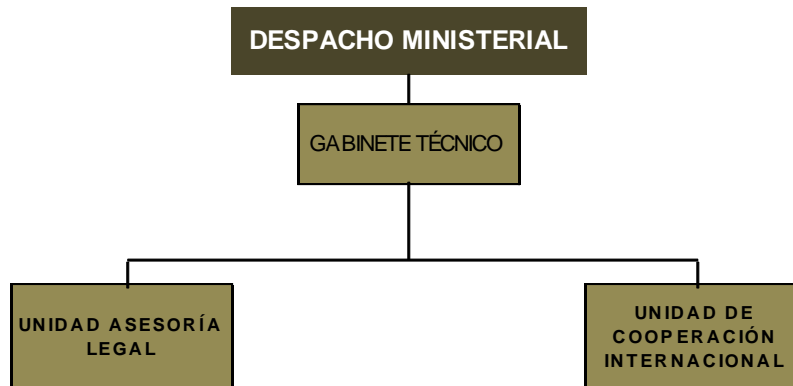 DESPACHO MINISTERIAL
GABINETE TÉCNICO
UNIDAD ASESORÍA
LEGAL
UNIDAD DE
COOPERACIÓN
INTERNACIONAL